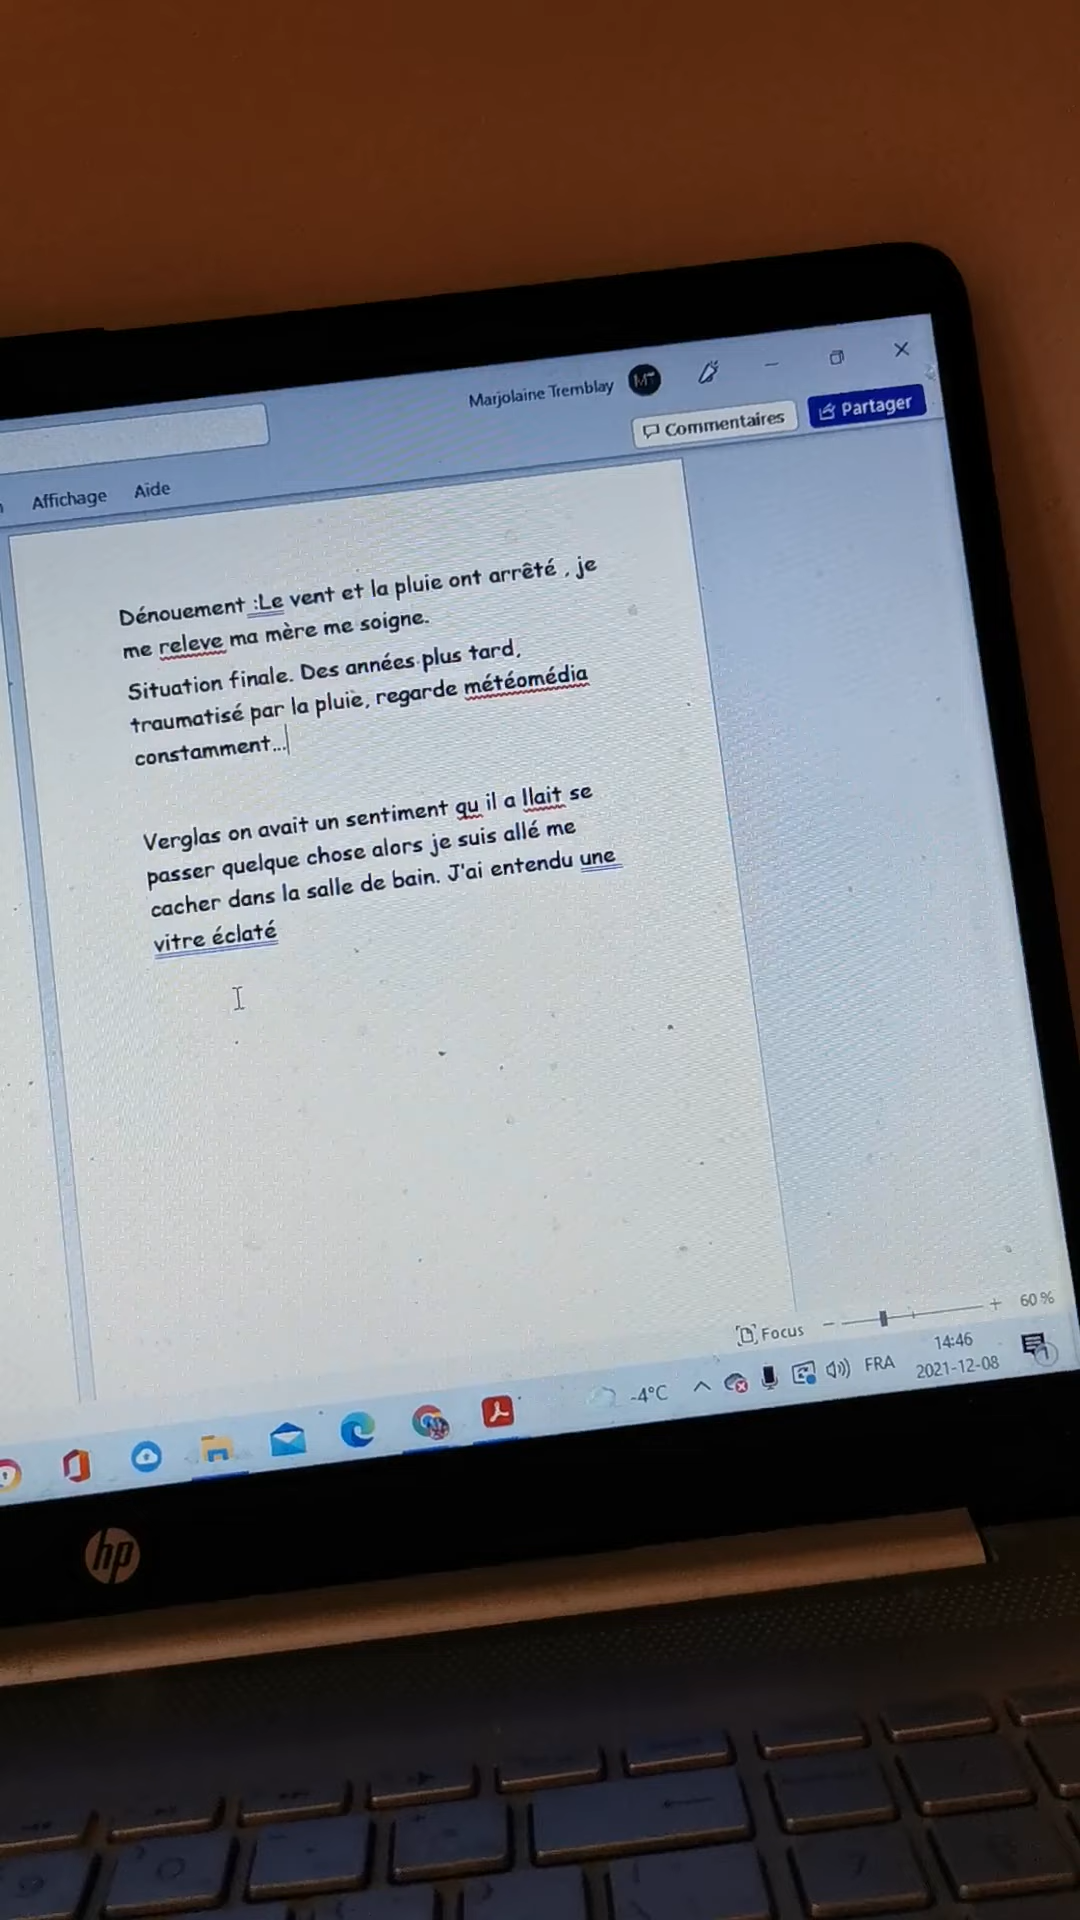 Marjolaine Tremblay MT
Commentaires Partager
Affichage Aide
Dénouement :Le vent et la pluie ont arrêté , je
me releve ma mère me soigne.
Situation finale. Des années plus tard,
traumatisé par la pluie, regarde météomédia
constamment...
Verglas on avait un sentiment qu il a llait se
passer quelque chose alors je suis allé me
cacher dans la salle de bain. J'ai entendu une
vitre éclaté
Focus − + 60 %
-4°C FRA 14:46
2021-12-08
1
hp